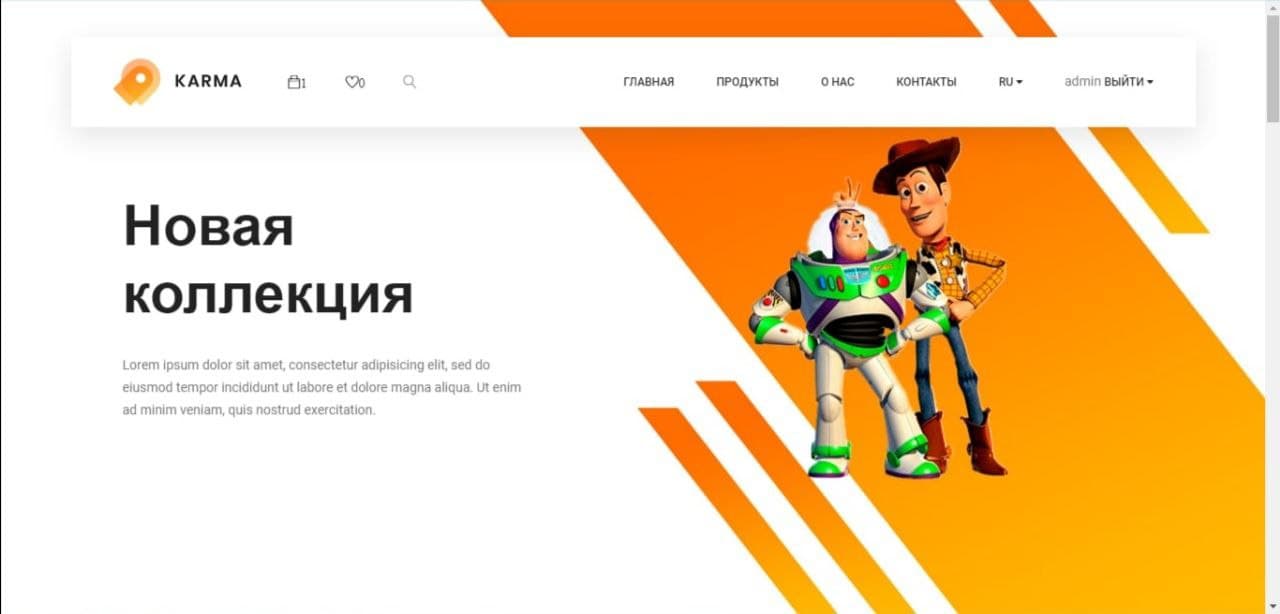 KARMA
1
0
ГЛАВНАЯ
ПРОДУКТЫ
О НАС
КОНТАКТЫ
RU
admin ВЫЙТИ
Новая
коллекция
Lorem ipsum dolor sit amet, consectetur adipisicing elit, sed do
eiusmod tempor incididunt ut labore et dolore magna aliqua. Ut enim
ad minim veniam, quis nostrud exercitation.